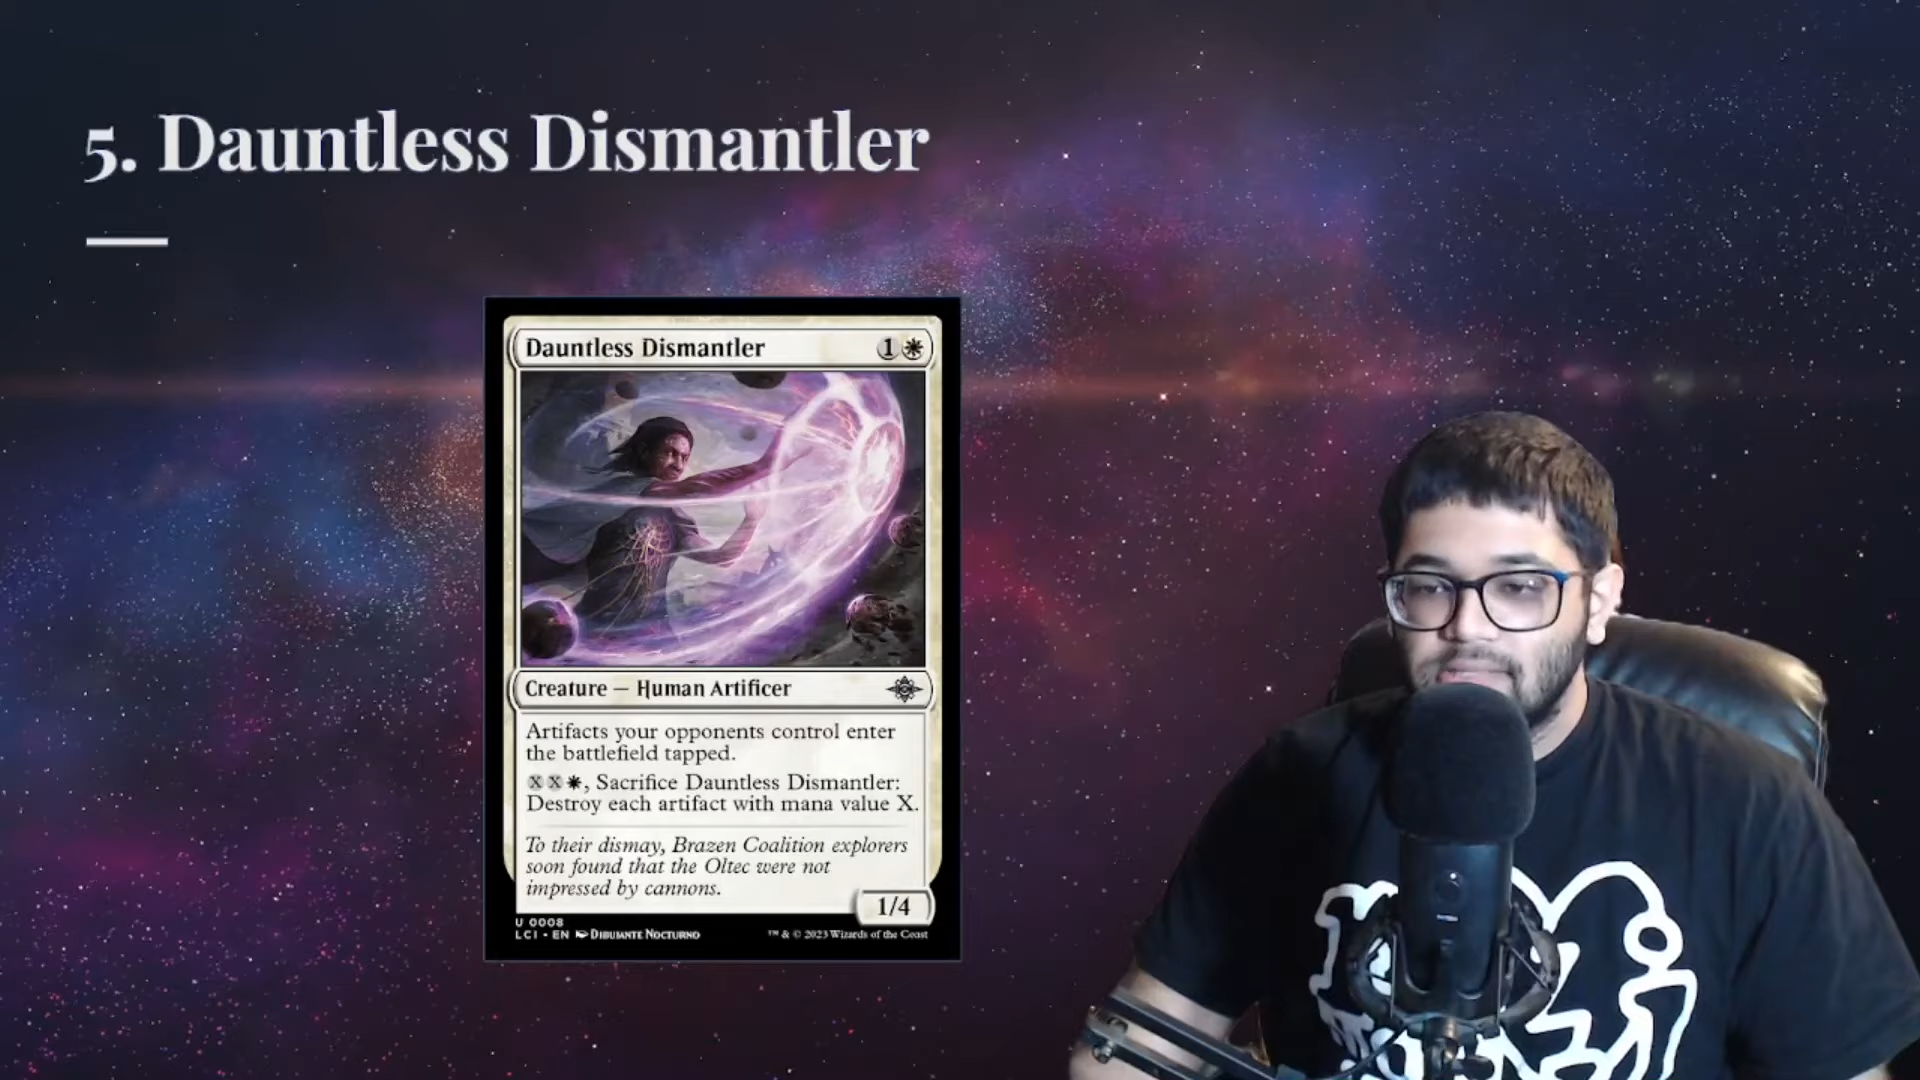 5. Dauntless Dismantler
Dauntless Dismantler 1
Creature — Human Artificer
Artifacts your opponents control enter
the battlefield tapped.
XX, Sacrifice Dauntless Dismantler:
Destroy each artifact with mana value X.
To their dismay, Brazen Coalition explorers
soon found that the Oltec were not
impressed by cannons.
1/4
U 0008
LCI • EN Dibujante Nocturno
™ & © 2023 Wizards of the Coast